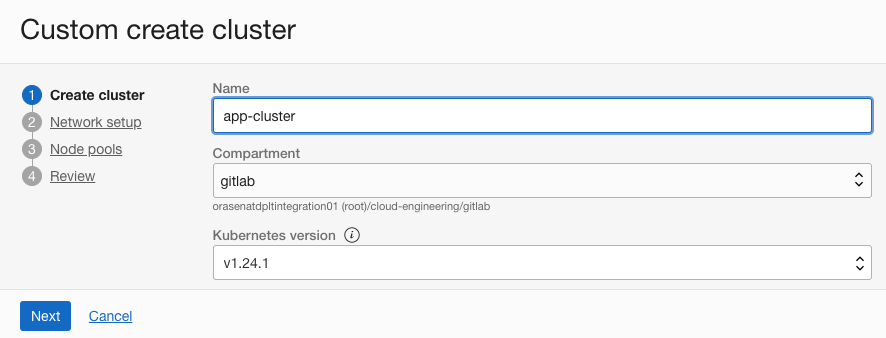 Custom create cluster
1 Create cluster
2 Network setup
3 Node pools
4 Review
Name
app-cluster
Compartment
gitlab
orasenatdpltintegration01 (root)/cloud-engineering/gitlab
Kubernetes version i
v1.24.1
Next Cancel